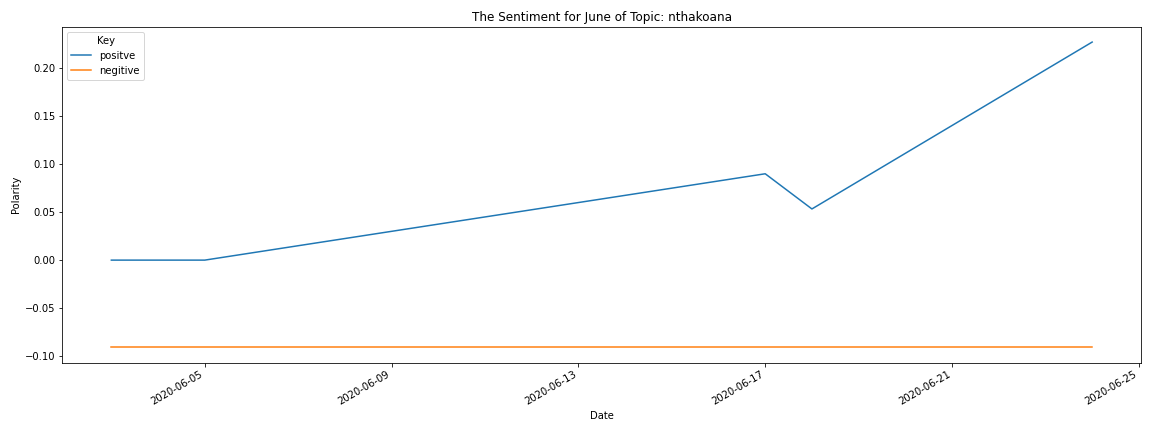 The Sentiment for June of Topic: nthakoana
Key
positve
negitive
0.20
0.15
0.10
0.05
0.00
−0.05
−0.10
Polarity
2020-06-05
2020-06-09
2020-06-13
2020-06-17
2020-06-21
2020-06-25
Date